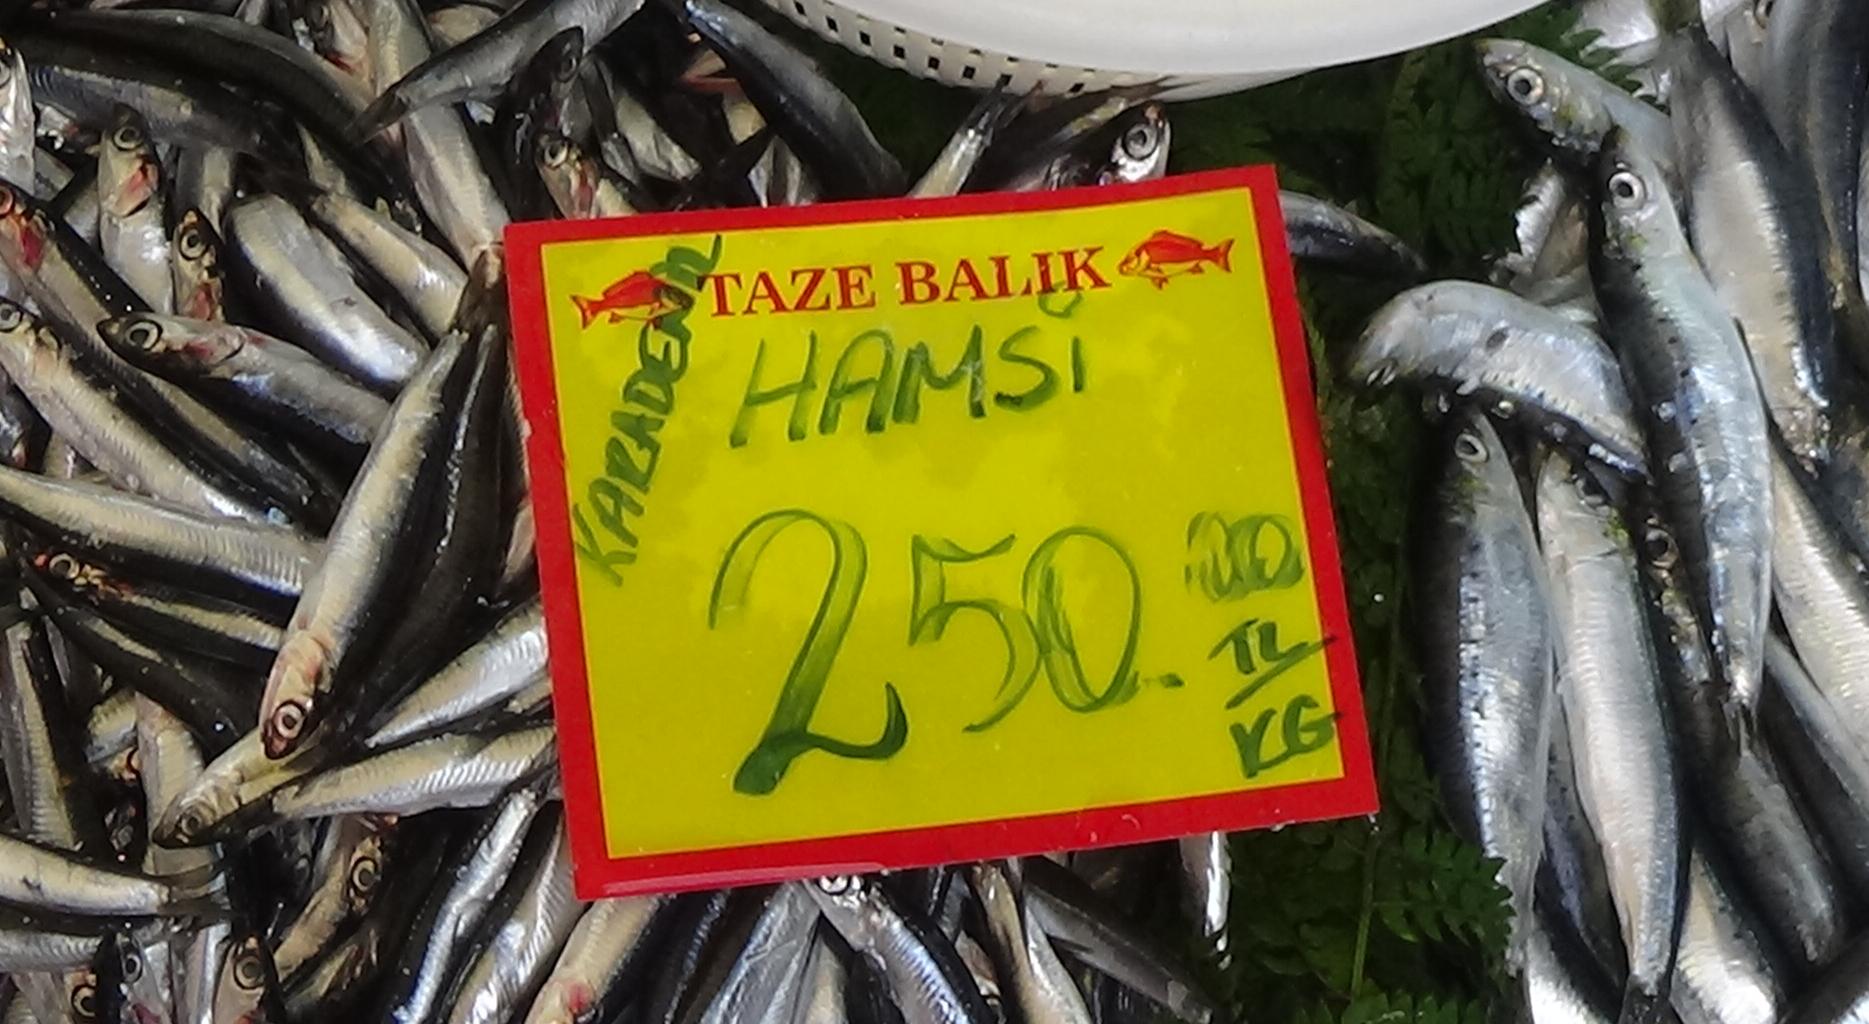 TAZE BALIK
KARADENİZ
HAMSİ
250.00
TL
KG